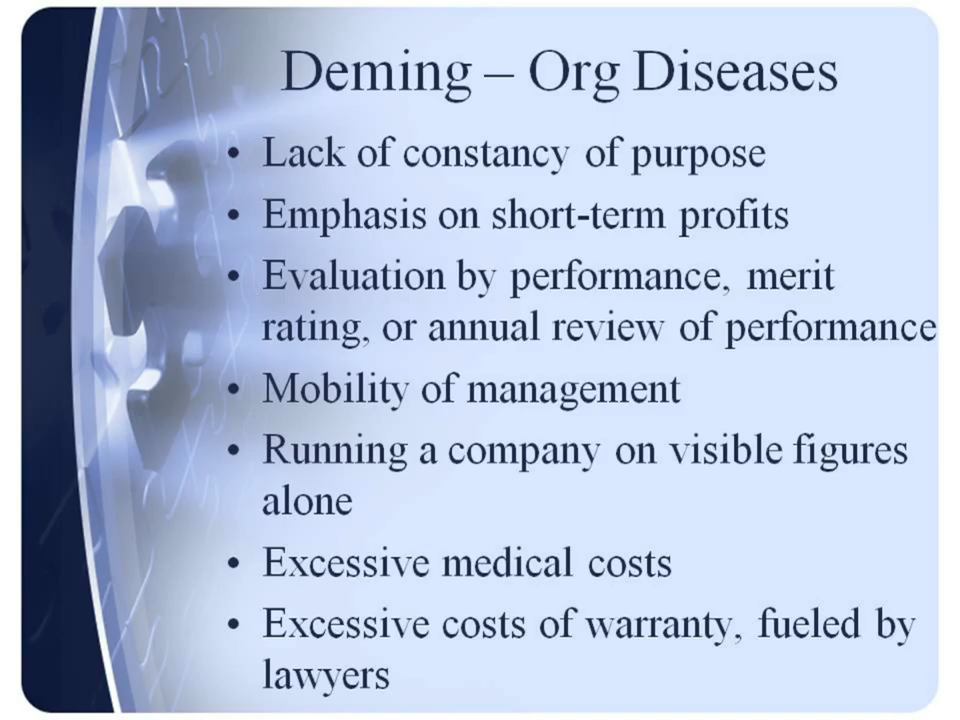 Deming – Org Diseases
• Lack of constancy of purpose
• Emphasis on short-term profits
• Evaluation by performance, merit
rating, or annual review of performance
• Mobility of management
• Running a company on visible figures
alone
• Excessive medical costs
• Excessive costs of warranty, fueled by
lawyers